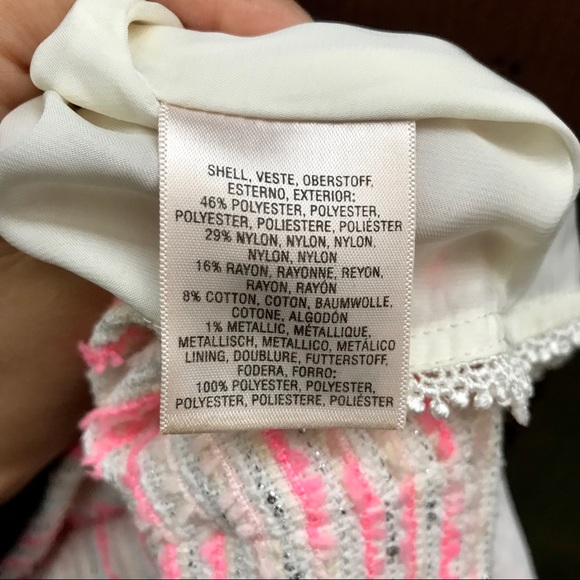 SHELL, VESTE, OBERSTOFF,
ESTERNO, EXTERIOR:
46% POLYESTER, POLYESTER,
POLYESTER, POLIESTERE, POLIÉSTER
29% NYLON, NYLON, NYLON,
NYLON, NYLON
16% RAYON, RAYONNE, REYON,
RAYON, RAYÓN
8% COTTON, COTON, BAUMWOLLE,
COTONE, ALGODÓN
1% METALLIC, MÉTALLIQUE,
METALLISCH, METALLICO, METÁLICO
LINING, DOUBLURE, FUTTERSTOFF,
FODERA, FORRO:
100% POLYESTER, POLYESTER,
POLYESTER, POLIESTERE, POLIÉSTER